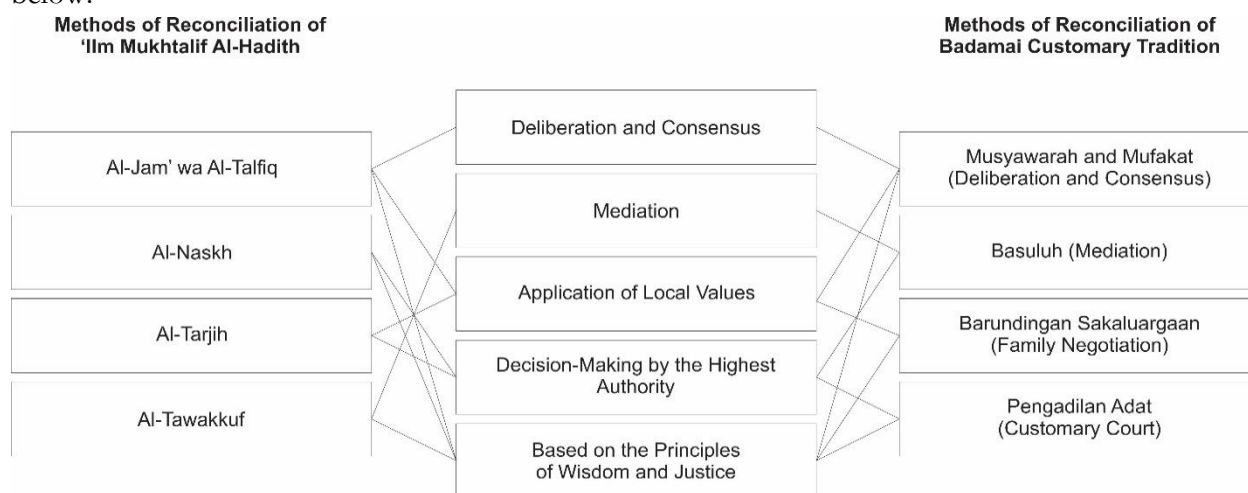 below:
Methods of Reconciliation of
'Ilm Mukhtalif Al-Hadith
Methods of Reconciliation of
Badamai Customary Tradition
Al-Jam' wa Al-Talfiq
Al-Naskh
Al-Tarjih
Al-Tawakkuf
Deliberation and Consensus
Mediation
Application of Local Values
Decision-Making by the Highest
Authority
Based on the Principles
of Wisdom and Justice
Musyawarah and Mufakat
(Deliberation and Consensus)
Basuluh (Mediation)
Barundingan Sakaluargaan
(Family Negotiation)
Pengadilan Adat
(Customary Court)